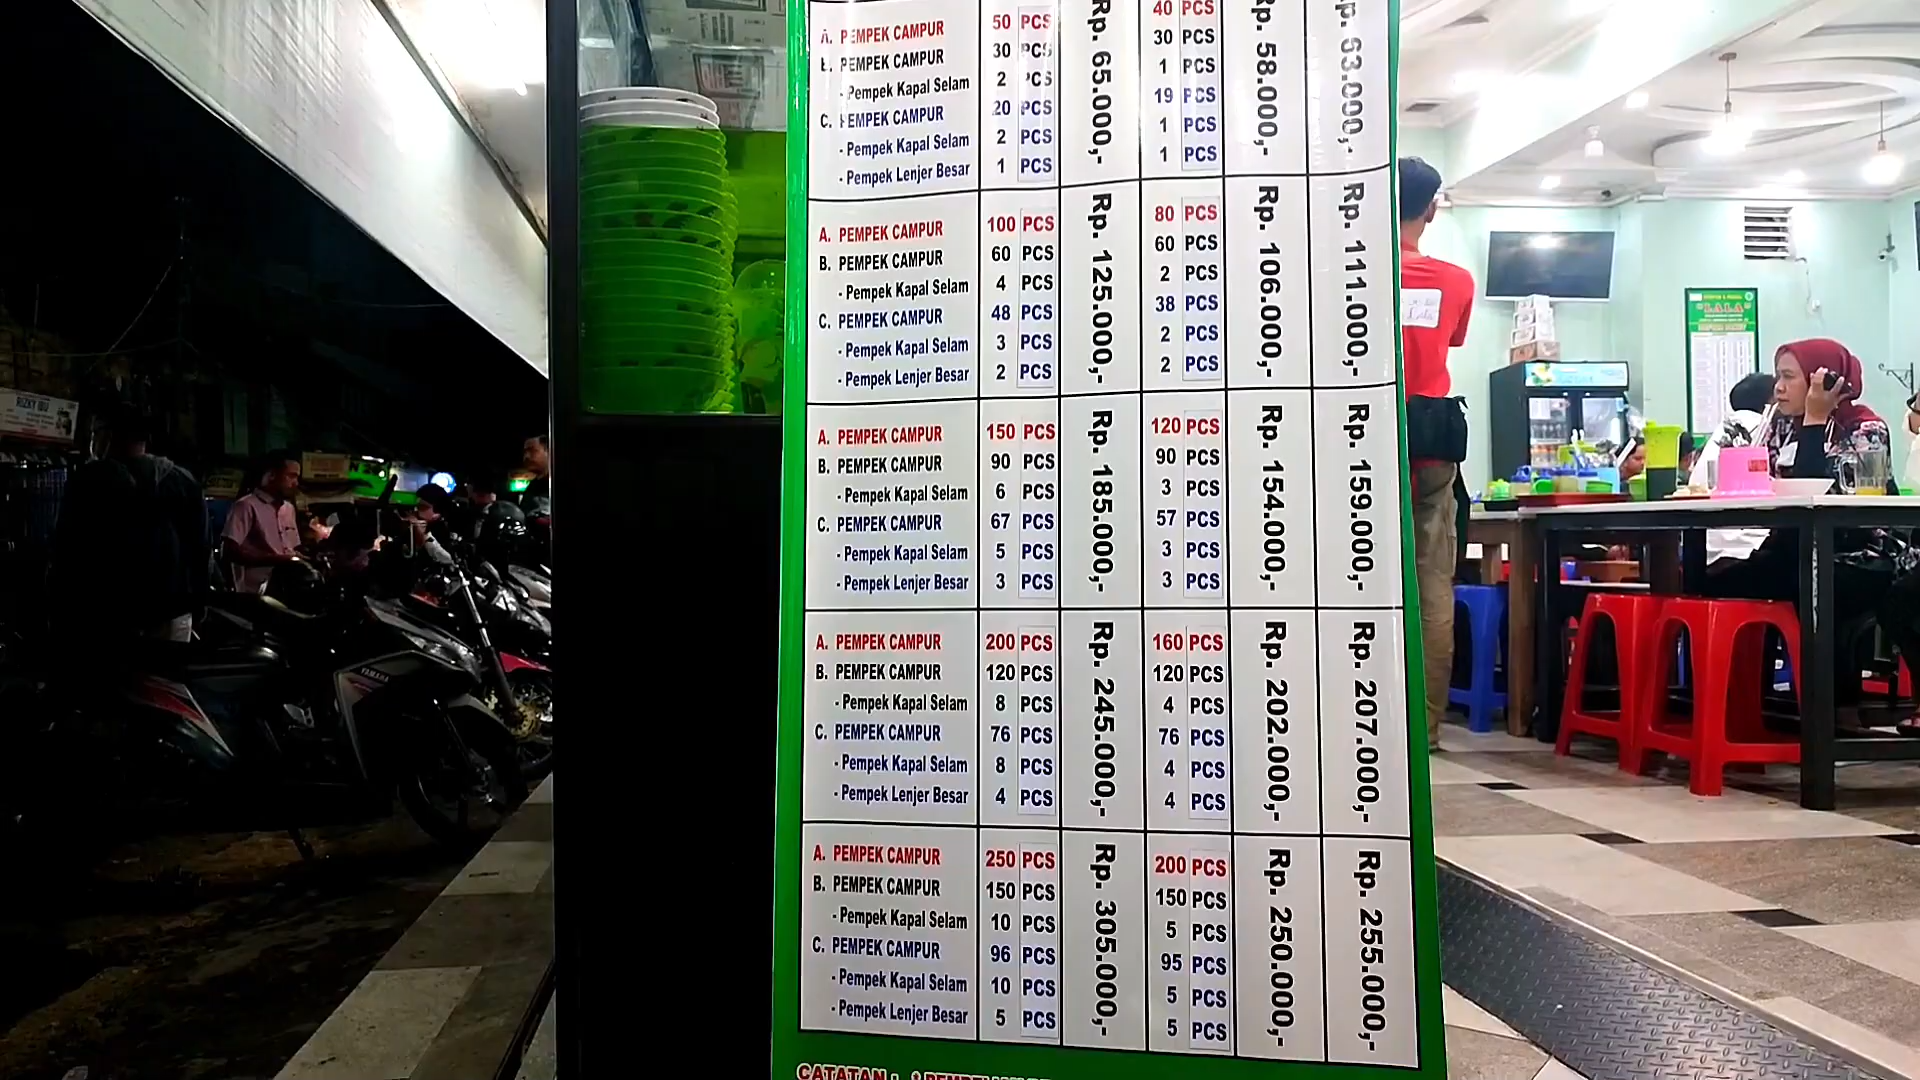 A. PEMPEK CAMPUR 50 PCS Rp. 65.000,- 40 PCS Rp. 58.000,- Rp. 63.000,-
B. PEMPEK CAMPUR 30 PCS 30 PCS
- Pempek Kapal Selam 2 PCS 1 PCS
C. PEMPEK CAMPUR 20 PCS 19 PCS
- Pempek Kapal Selam 2 PCS 1 PCS
- Pempek Lenjer Besar 1 PCS 1 PCS
A. PEMPEK CAMPUR 100 PCS Rp. 125.000,- 80 PCS Rp. 106.000,- Rp. 111.000,-
B. PEMPEK CAMPUR 60 PCS 60 PCS
- Pempek Kapal Selam 4 PCS 2 PCS
C. PEMPEK CAMPUR 48 PCS 38 PCS
- Pempek Kapal Selam 3 PCS 2 PCS
- Pempek Lenjer Besar 2 PCS 2 PCS
A. PEMPEK CAMPUR 150 PCS Rp. 185.000,- 120 PCS Rp. 154.000,- Rp. 159.000,-
B. PEMPEK CAMPUR 90 PCS 90 PCS
- Pempek Kapal Selam 6 PCS 3 PCS
C. PEMPEK CAMPUR 67 PCS 57 PCS
- Pempek Kapal Selam 5 PCS 3 PCS
- Pempek Lenjer Besar 3 PCS 3 PCS
A. PEMPEK CAMPUR 200 PCS Rp. 245.000,- 160 PCS Rp. 202.000,- Rp. 207.000,-
B. PEMPEK CAMPUR 120 PCS 120 PCS
- Pempek Kapal Selam 8 PCS 4 PCS
C. PEMPEK CAMPUR 76 PCS 76 PCS
- Pempek Kapal Selam 8 PCS 4 PCS
- Pempek Lenjer Besar 4 PCS 4 PCS
A. PEMPEK CAMPUR 250 PCS Rp. 305.000,- 200 PCS Rp. 250.000,- Rp. 255.000,-
B. PEMPEK CAMPUR 150 PCS 150 PCS
- Pempek Kapal Selam 10 PCS 5 PCS
C. PEMPEK CAMPUR 96 PCS 95 PCS
- Pempek Kapal Selam 10 PCS 5 PCS
- Pempek Lenjer Besar 5 PCS 5 PCS
CATATAN :
RIZKY IBU
YAMAHA
"LALA"